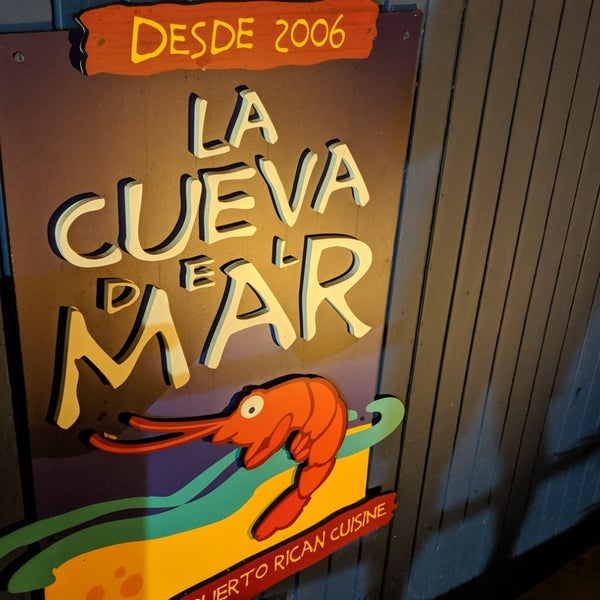 DESDE 2006
LA
CUEVA
DEL
MAR
PUERTO RICAN CUISINE